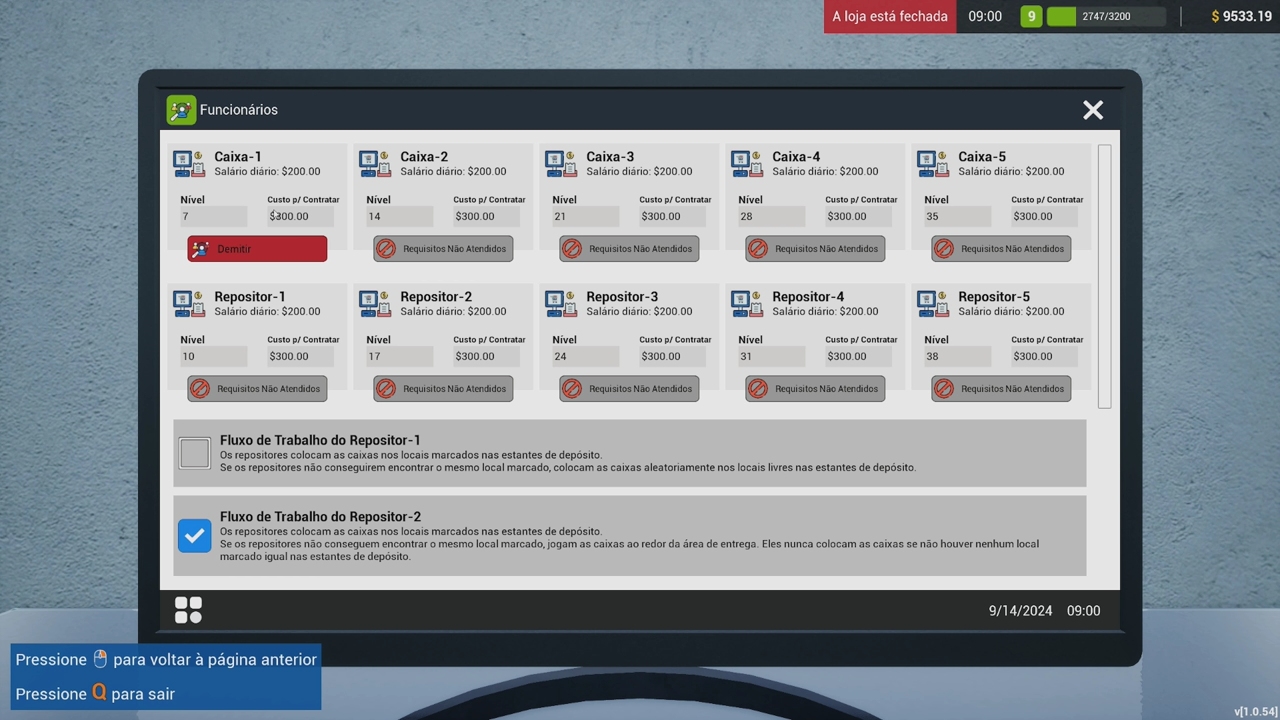 A loja está fechada 09:00 9 2747/3200 $ 9533.19
Funcionários
Caixa-1
Salário diário: $200.00
Nível Custo p/ Contratar
7 $300.00
Demitir
Caixa-2
Salário diário: $200.00
Nível Custo p/ Contratar
14 $300.00
Requisitos Não Atendidos
Caixa-3
Salário diário: $200.00
Nível Custo p/ Contratar
21 $300.00
Requisitos Não Atendidos
Caixa-4
Salário diário: $200.00
Nível Custo p/ Contratar
28 $300.00
Requisitos Não Atendidos
Caixa-5
Salário diário: $200.00
Nível Custo p/ Contratar
35 $300.00
Requisitos Não Atendidos
Repositor-1
Salário diário: $200.00
Nível Custo p/ Contratar
10 $300.00
Requisitos Não Atendidos
Repositor-2
Salário diário: $200.00
Nível Custo p/ Contratar
17 $300.00
Requisitos Não Atendidos
Repositor-3
Salário diário: $200.00
Nível Custo p/ Contratar
24 $300.00
Requisitos Não Atendidos
Repositor-4
Salário diário: $200.00
Nível Custo p/ Contratar
31 $300.00
Requisitos Não Atendidos
Repositor-5
Salário diário: $200.00
Nível Custo p/ Contratar
38 $300.00
Requisitos Não Atendidos
Fluxo de Trabalho do Repositor-1
Os repositores colocam as caixas nos locais marcados nas estantes de depósito.
Se os repositores não conseguirem encontrar o mesmo local marcado, colocam as caixas aleatoriamente nos locais livres nas estantes de depósito.
Fluxo de Trabalho do Repositor-2
Os repositores colocam as caixas nos locais marcados nas estantes de depósito.
Se os repositores não conseguem encontrar o mesmo local marcado, jogam as caixas ao redor da área de entrega. Eles nunca colocam as caixas se não houver nenhum local
marcado igual nas estantes de depósito.
9/14/2024 09:00
Pressione para voltar à página anterior
Pressione Q para sair
v[1.0.54]